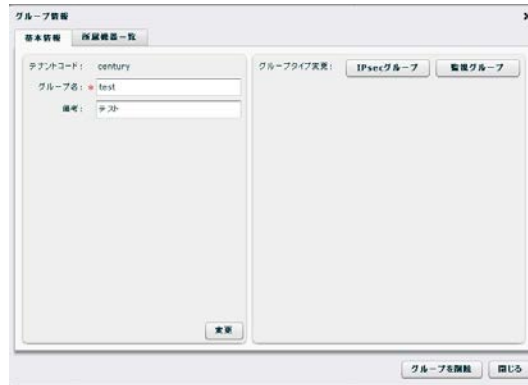 グループ情報
基本情報 所属機器一覧
テナントコード: century
グループ名: * test
備考: テスト
変更
グループタイプ変更: IPsecグループ 監視グループ
グループを削除 閉じる